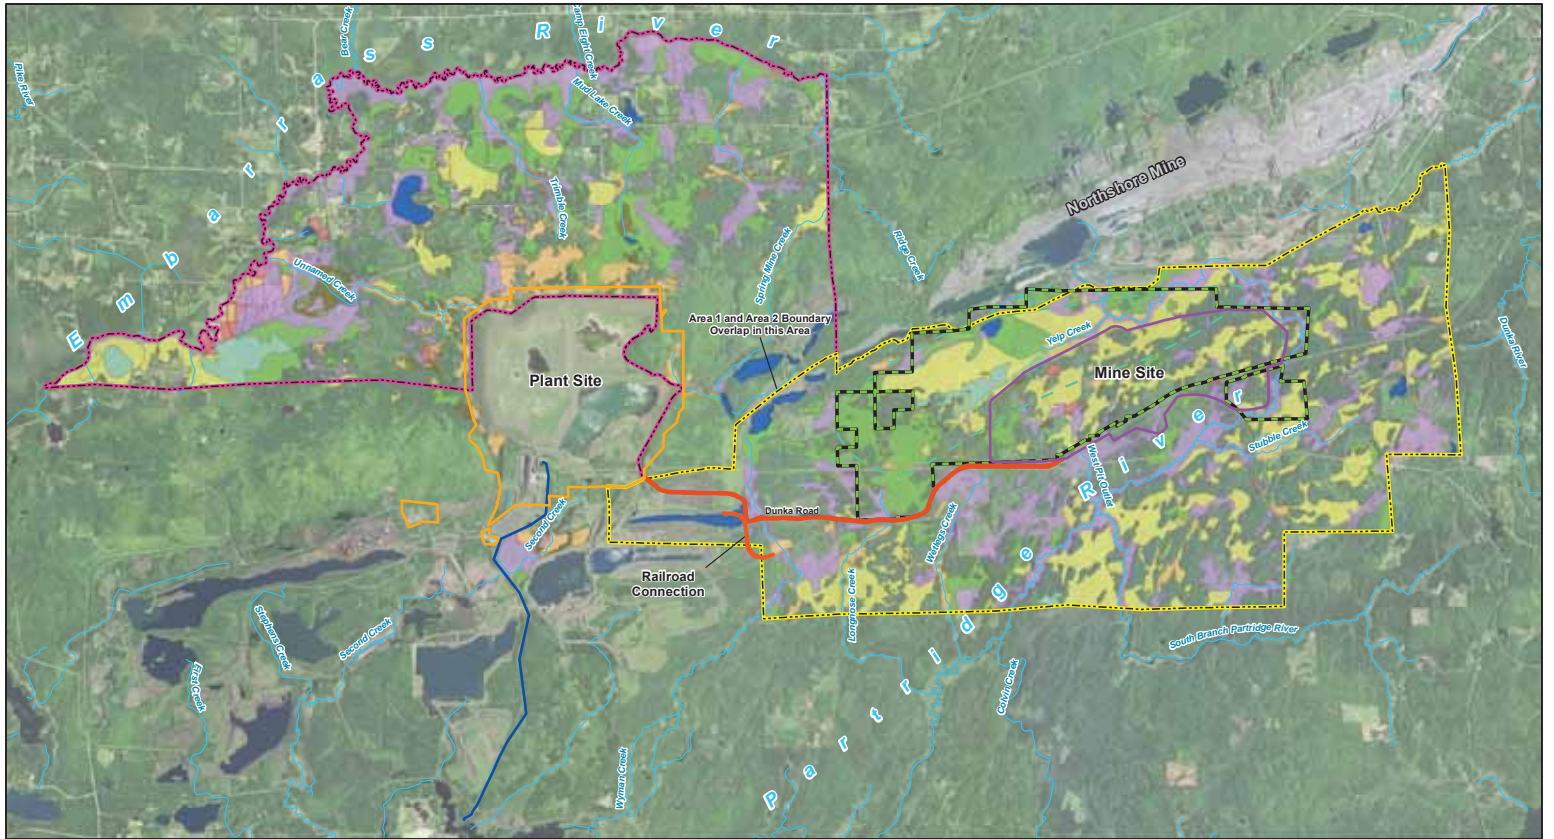 Embarrass River
Bear Creek
Camp Eight Creek
Pike River
Mud Lake Creek
Trimble Creek
Northshore Mine
Spring Mine Creek
Ridge Creek
Unnamed Creek
Area 1 and Area 2 Boundary
Overlap in this Area
Yelp Creek
Dunka River
Plant Site
Mine Site
Stubble Creek
West Pit Outlet
Second Creek
Dunka Road
Wetlegs Creek
Railroad
Connection
Longnose Creek
Stephens Creek
Second Creek
First Creek
South Branch Partridge River
Colvin Creek
Wyman Creek
Partridge River